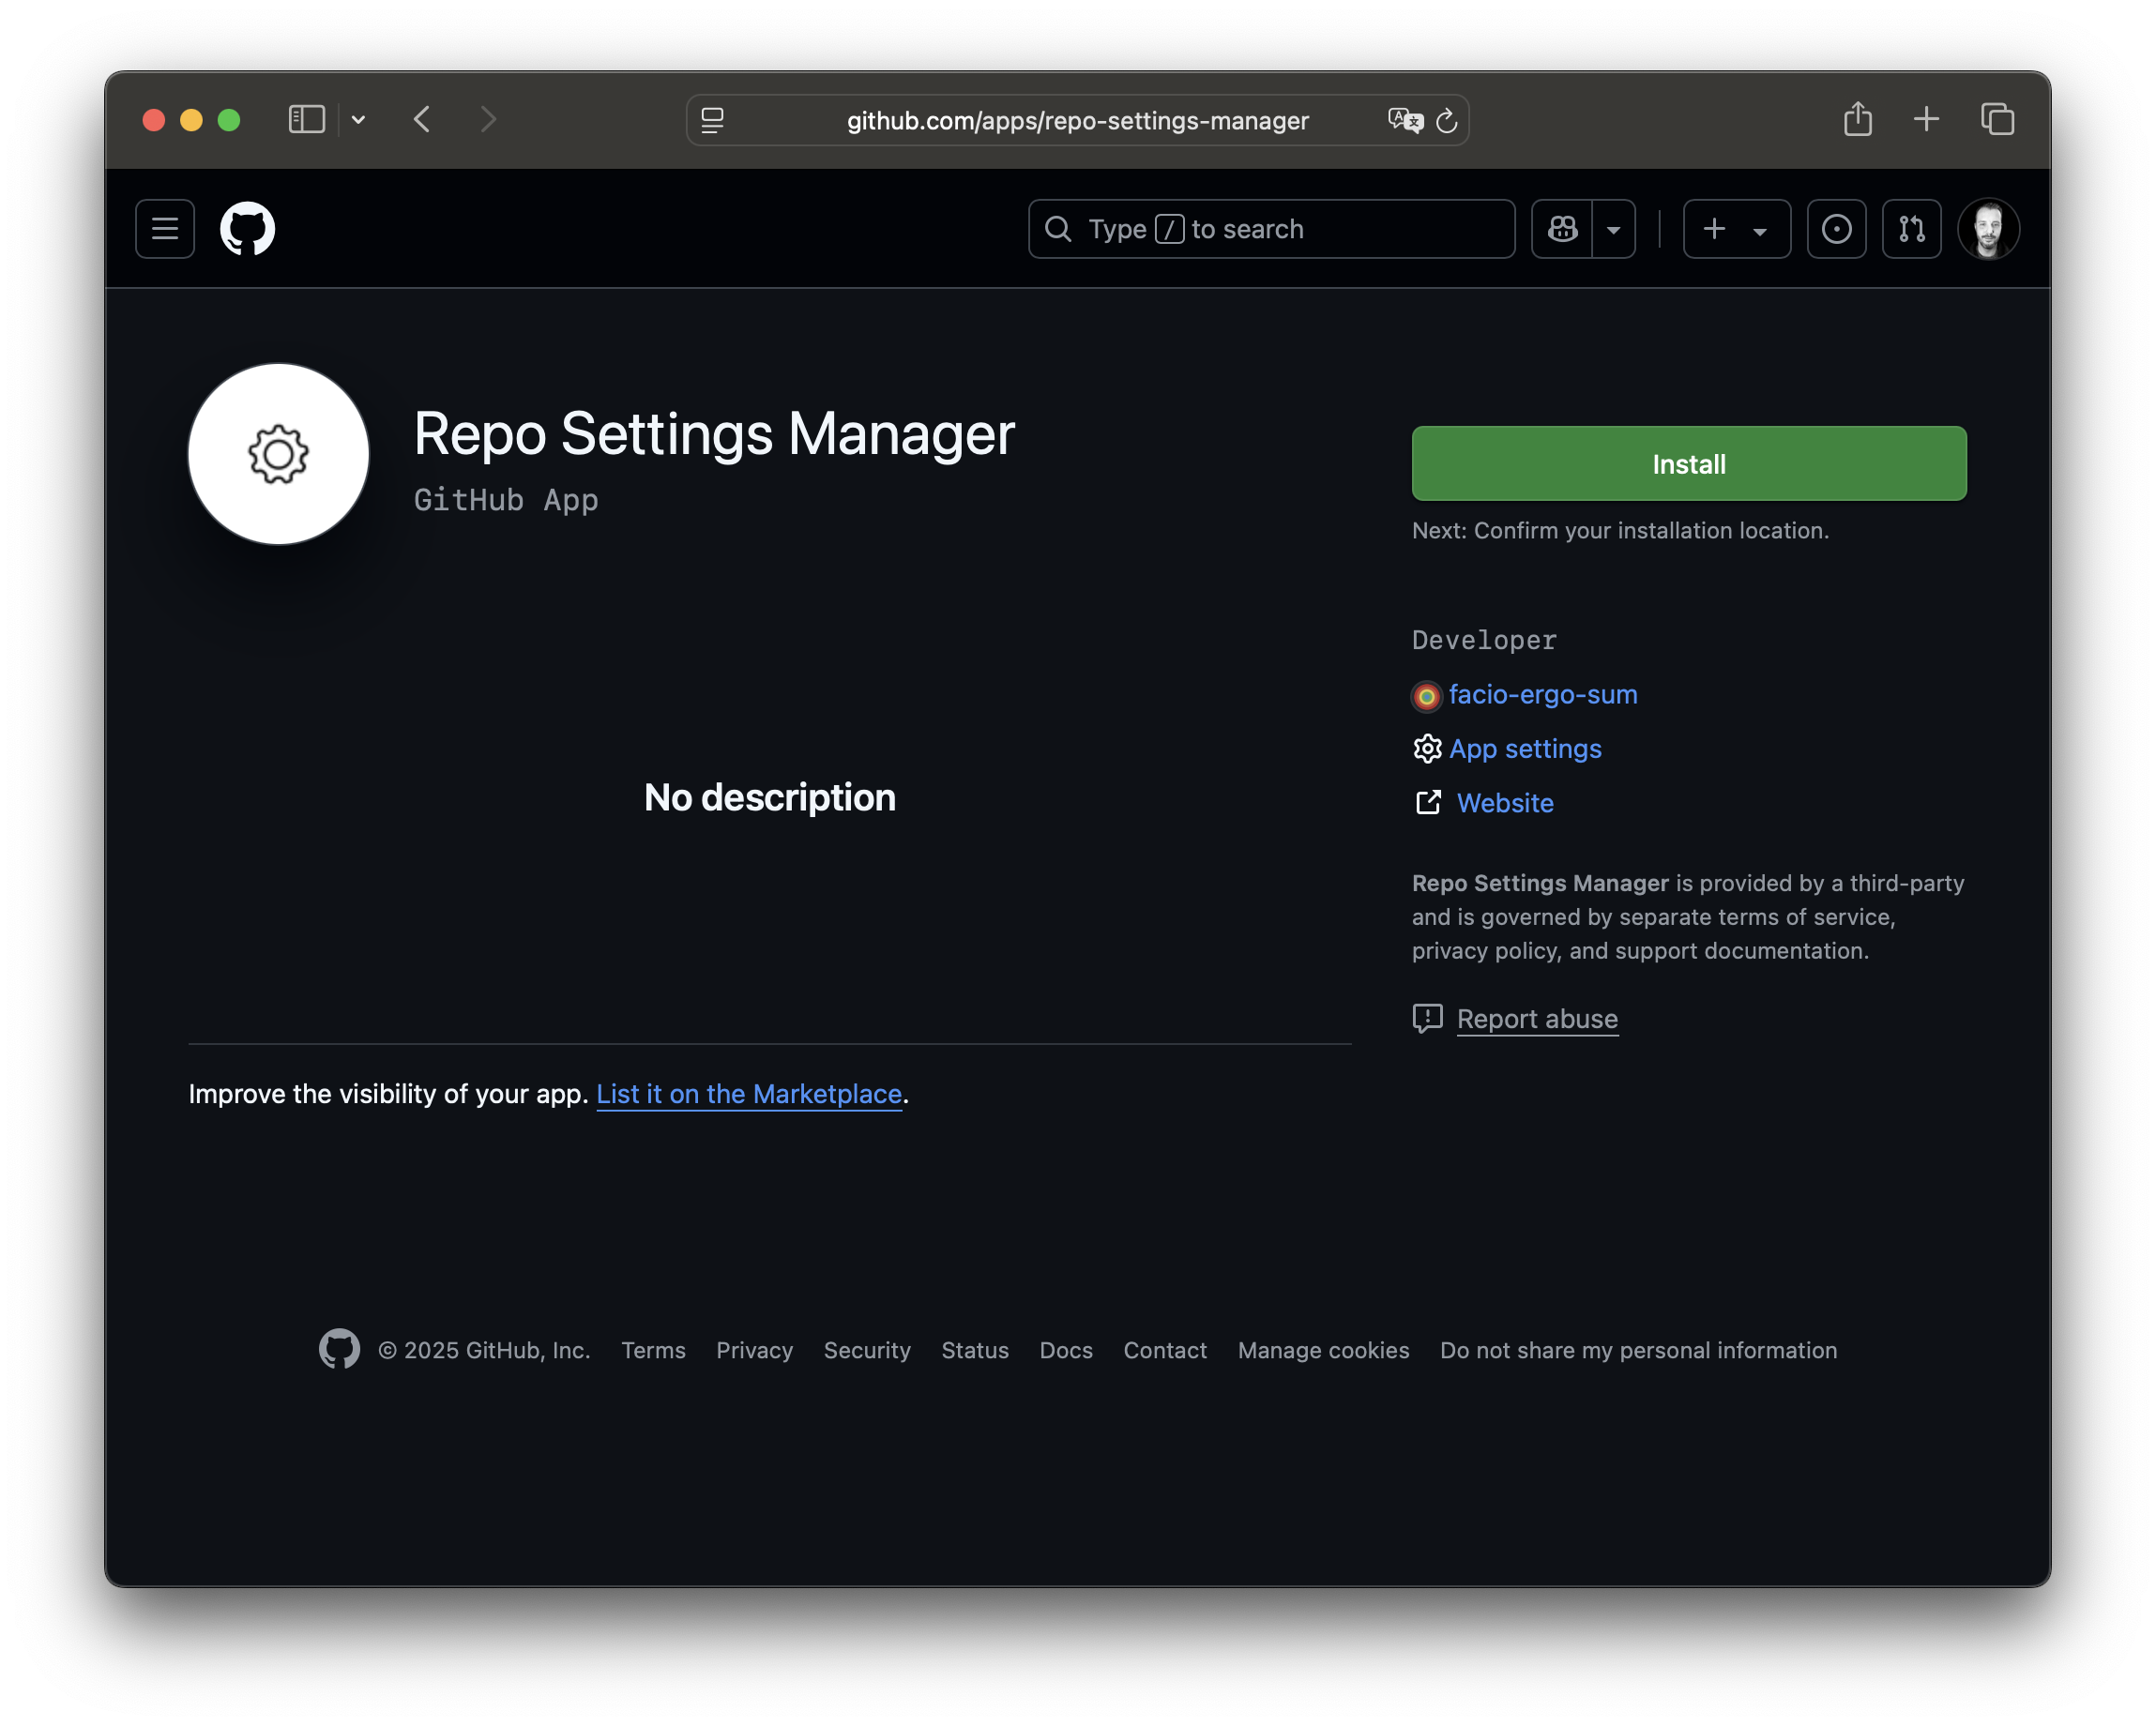 github.com/apps/repo-settings-manager
Type / to search
Repo Settings Manager
GitHub App
Install
Next: Confirm your installation location.
Developer
facio-ergo-sum
App settings
Website
No description
Repo Settings Manager is provided by a third-party
and is governed by separate terms of service,
privacy policy, and support documentation.
Report abuse
Improve the visibility of your app. List it on the Marketplace.
© 2025 GitHub, Inc. Terms Privacy Security Status Docs Contact Manage cookies Do not share my personal information